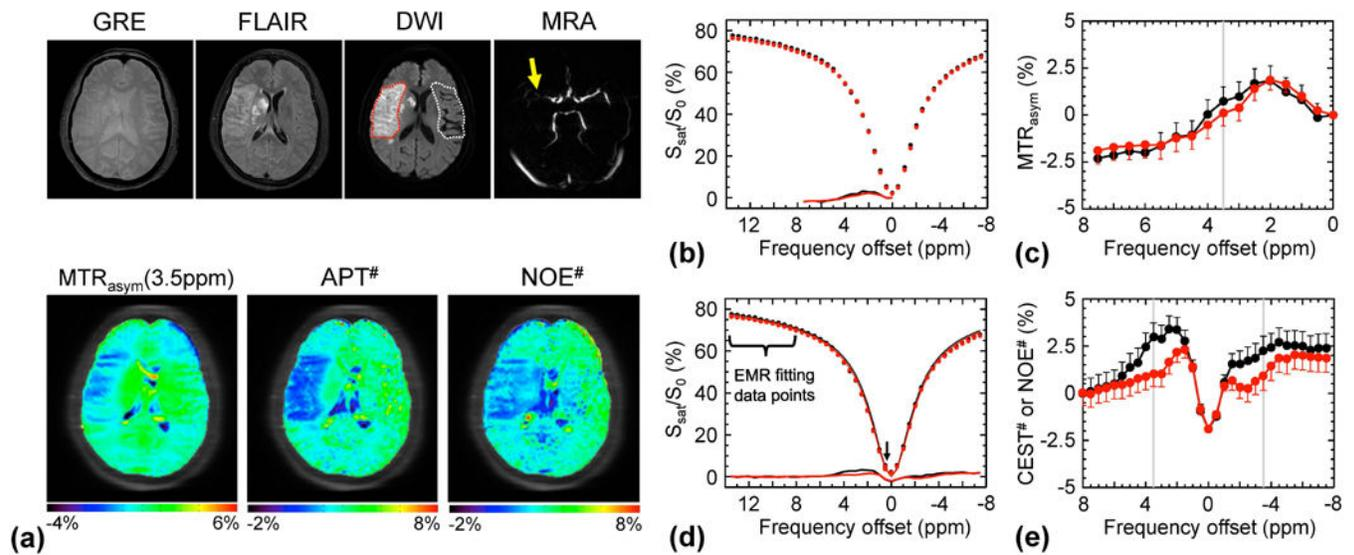 GRE FLAIR DWI MRA
MTRasym(3.5ppm) APT# NOE#
-4% 6% -2% 8% -2% 8%
(a)
Ssat/S0 (%)
80
60
40
20
0
12 8 4 0 -4 -8
Frequency offset (ppm)
(b)
MTRasym (%)
5
2.5
0
-2.5
-5
8 6 4 2 0
Frequency offset (ppm)
(c)
Ssat/S0 (%)
80
60
40
20
0
EMR fitting
data points
12 8 4 0 -4 -8
Frequency offset (ppm)
(d)
CEST# or NOE# (%)
5
2.5
0
-2.5
-5
8 4 0 -4 -8
Frequency offset (ppm)
(e)